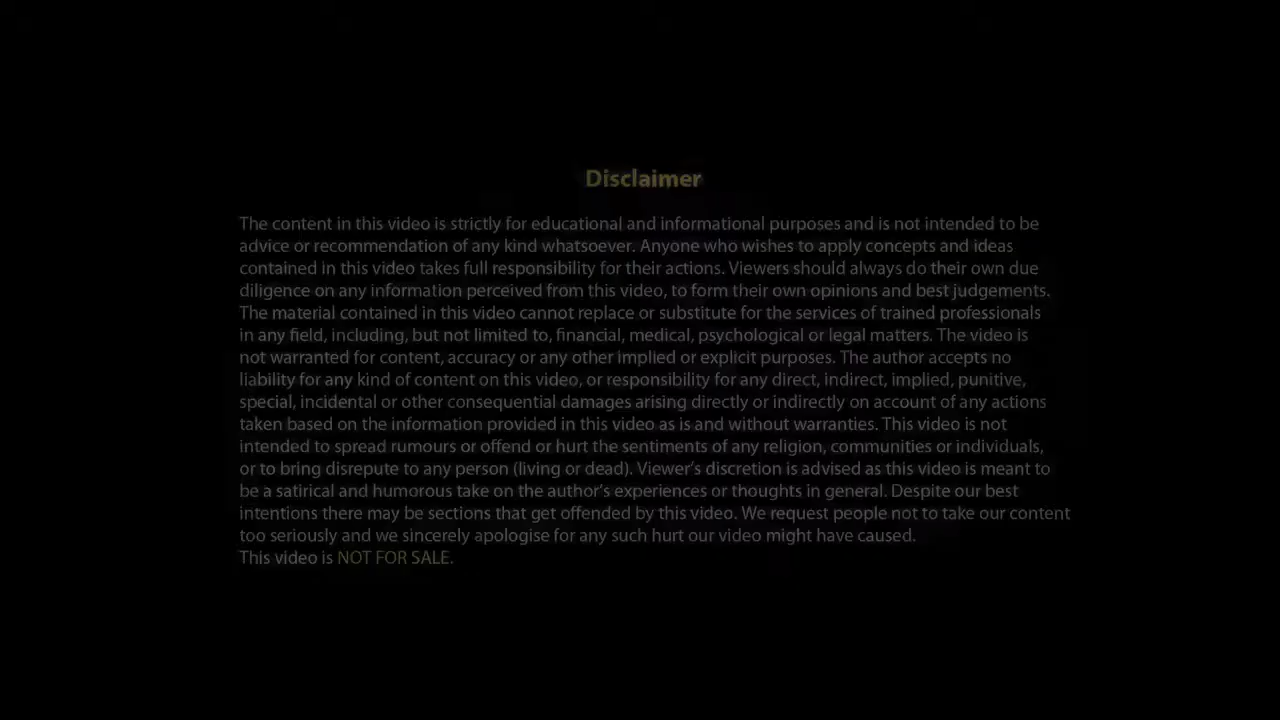 Disclaimer
The content in this video is strictly for educational and informational purposes and is not intended to be
advice or recommendation of any kind whatsoever. Anyone who wishes to apply concepts and ideas
contained in this video takes full responsibility for their actions. Viewers should always do their own due
diligence on any information perceived from this video, to form their own opinions and best judgements.
The material contained in this video cannot replace or substitute for the services of trained professionals
in any field, including, but not limited to, financial, medical, psychological or legal matters. The video is
not warranted for content, accuracy or any other implied or explicit purposes. The author accepts no
liability for any kind of content on this video, or responsibility for any direct, indirect, implied, punitive,
special, incidental or other consequential damages arising directly or indirectly on account of any actions
taken based on the information provided in this video as is and without warranties. This video is not
intended to spread rumours or offend or hurt the sentiments of any religion, communities or individuals,
or to bring disrepute to any person (living or dead). Viewer's discretion is advised as this video is meant to
be a satirical and humorous take on the author's experiences or thoughts in general. Despite our best
intentions there may be sections that get offended by this video. We request people not to take our content
too seriously and we sincerely apologise for any such hurt our video might have caused.
This video is NOT FOR SALE.